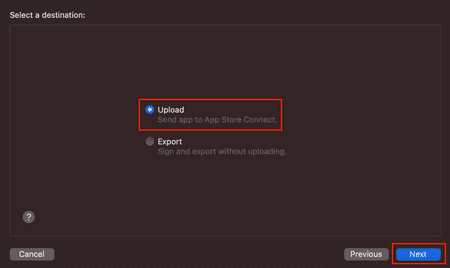 Select a destination:
Upload
Send app to App Store Connect.
Export
Sign and export without uploading.
?
Cancel
Previous
Next